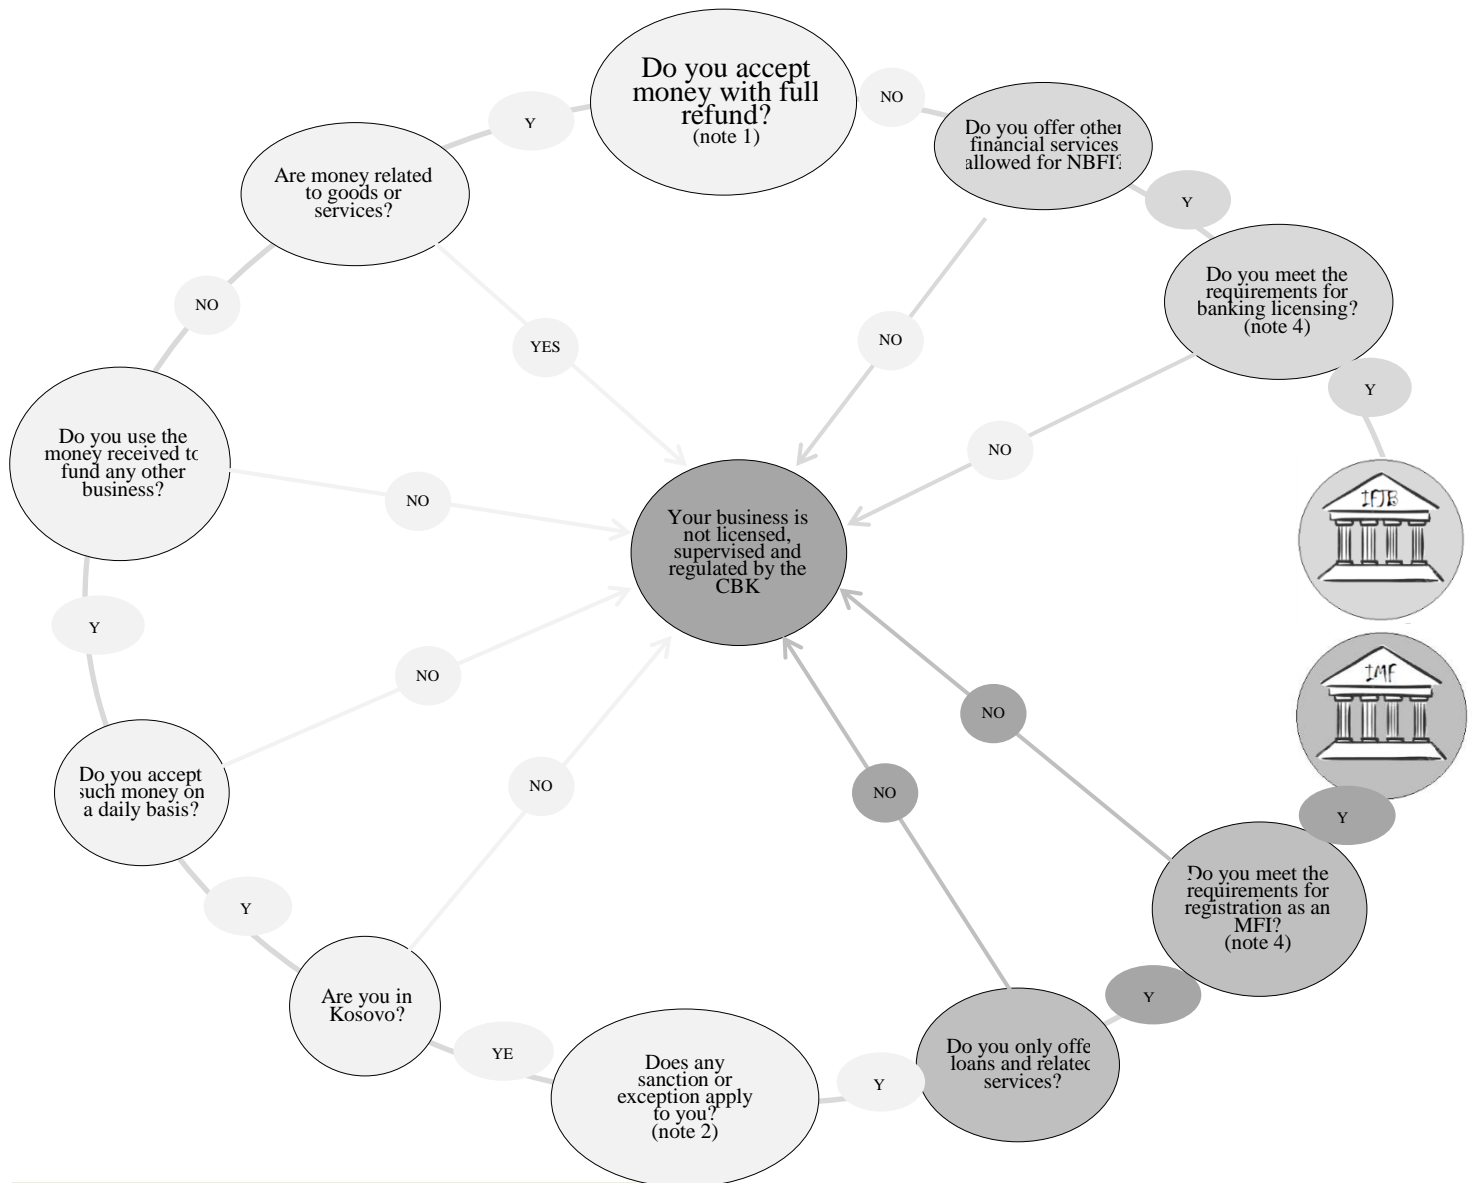 Do you accept
money with full
refund?
(note 1)
NO
Do you offer other
financial services
allowed for NBFI?
Y
Do you meet the
requirements for
banking licensing?
(note 4)
Y
IFJB
NO
NO
Y
Are money related
to goods or
services?
YES
NO
Do you use the
money received to
fund any other
business?
NO
Y
Your business is
not licensed,
supervised and
regulated by the
CBK
Do you accept
such money on
a daily basis?
NO
Y
Are you in
Kosovo?
NO
YE
Does any
sanction or
exception apply
to you?
(note 2)
Y
Do you only offe
loans and related
services?
NO
Y
Do you meet the
requirements for
registration as an
MFI?
(note 4)
NO
Y
IMF